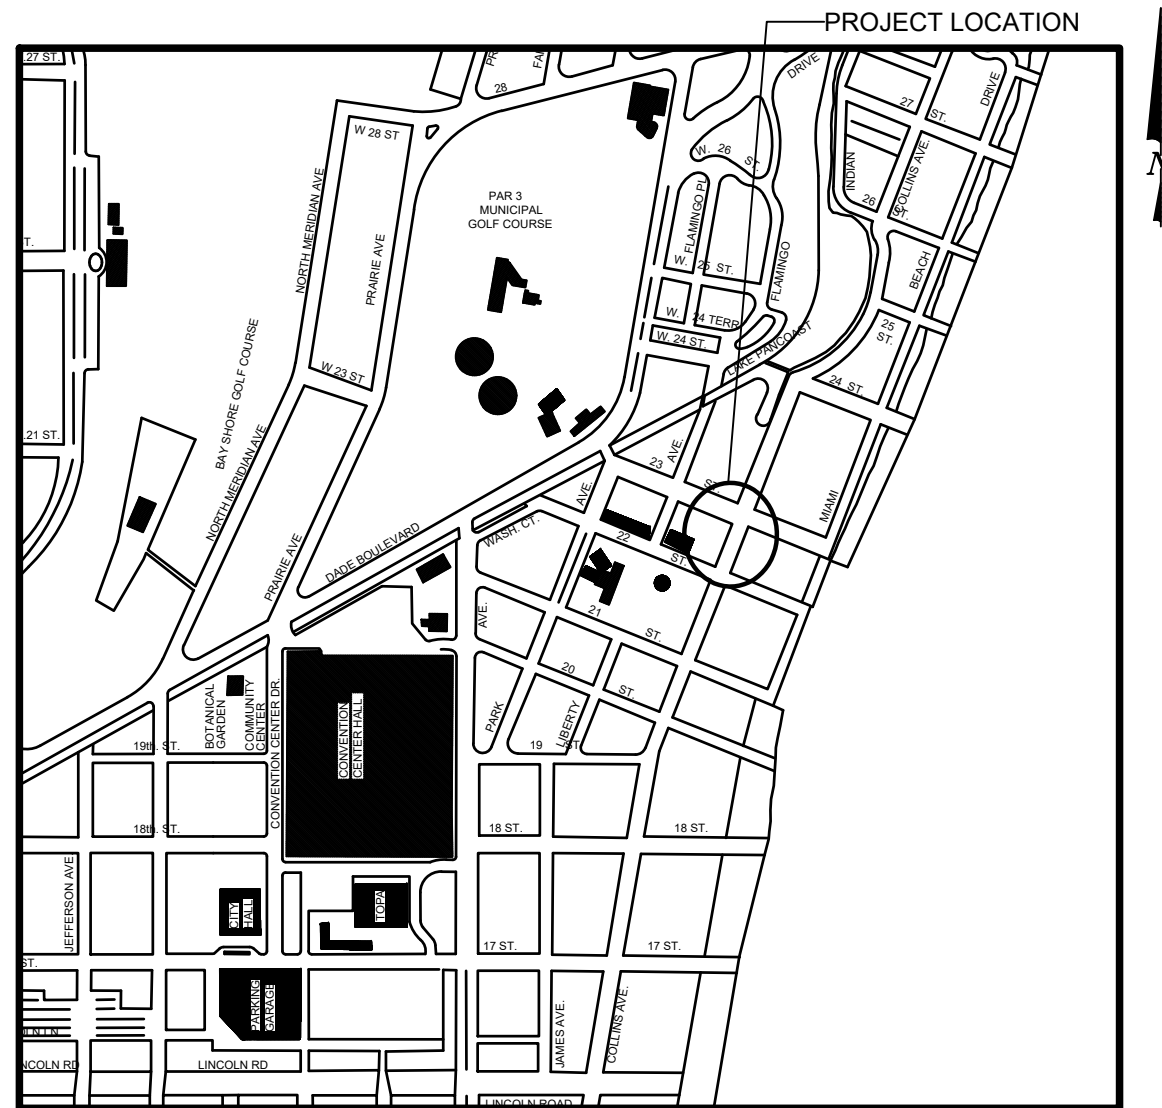 PROJECT LOCATION
.27 ST.
28
DRIVE
DRIVE
27 ST.
W 28 ST
W. 26 ST.
INDIAN
COLLINS AVE.
26 ST.
PAR 3
MUNICIPAL
GOLF COURSE
FLAMINGO PL
NORTH MERIDIAN AVE
PRAIRIE AVE
T.
W. 25 ST.
FLAMINGO
BEACH
W. 24 TERR
25 ST.
W. 24 ST.
LAKE PANCOAST
BAY SHORE GOLF COURSE
W 23 ST
24 ST.
.21 ST.
NORTH MERIDIAN AVE
AVE.
23 ST.
AVE.
MIAMI
WASH. CT.
DADE BOULEVARD
22 ST.
PRAIRIE AVE
AVE.
21 ST.
20 ST.
BOTANICAL
GARDEN
COMMUNITY
CENTER
CONVENTION CENTER DR.
CONVENTION
CENTER HALL
PARK
LIBERTY
19th. ST.
19 ST
18th. ST.
18 ST.
18 ST.
JEFFERSON AVE
CITY
HALL
TOPA
17 ST.
17 ST.
ST.
PARKING
GARAGE
JAMES AVE.
COLLINS AVE.
NCOLN RD
LINCOLN RD
LINCOLN ROAD
N